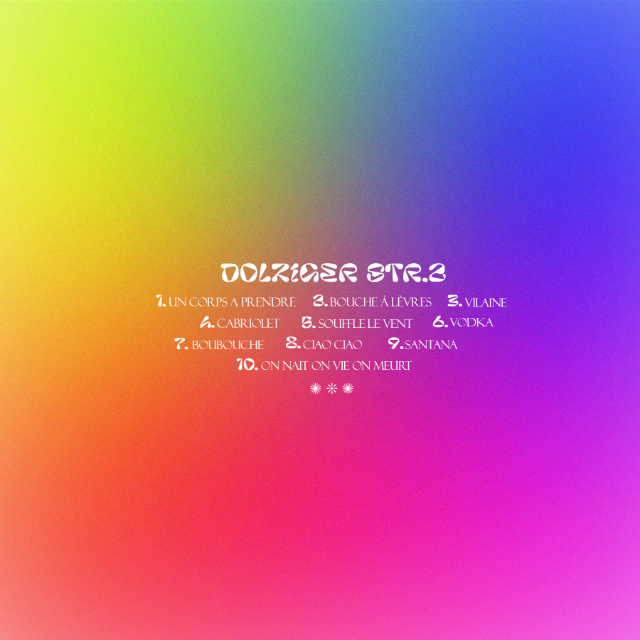 DOLZIGER STR.2
1. UN CORPS A PRENDRE 2. BOUCHE À LÈVRES 3. VILAINE
4. CABRIOLET 5. SOUFFLE LE VENT 6. VODKA
7. BOUBOUCHE 8. CIAO CIAO 9. SANTANA
10. ON NAIT ON VIE ON MEURT